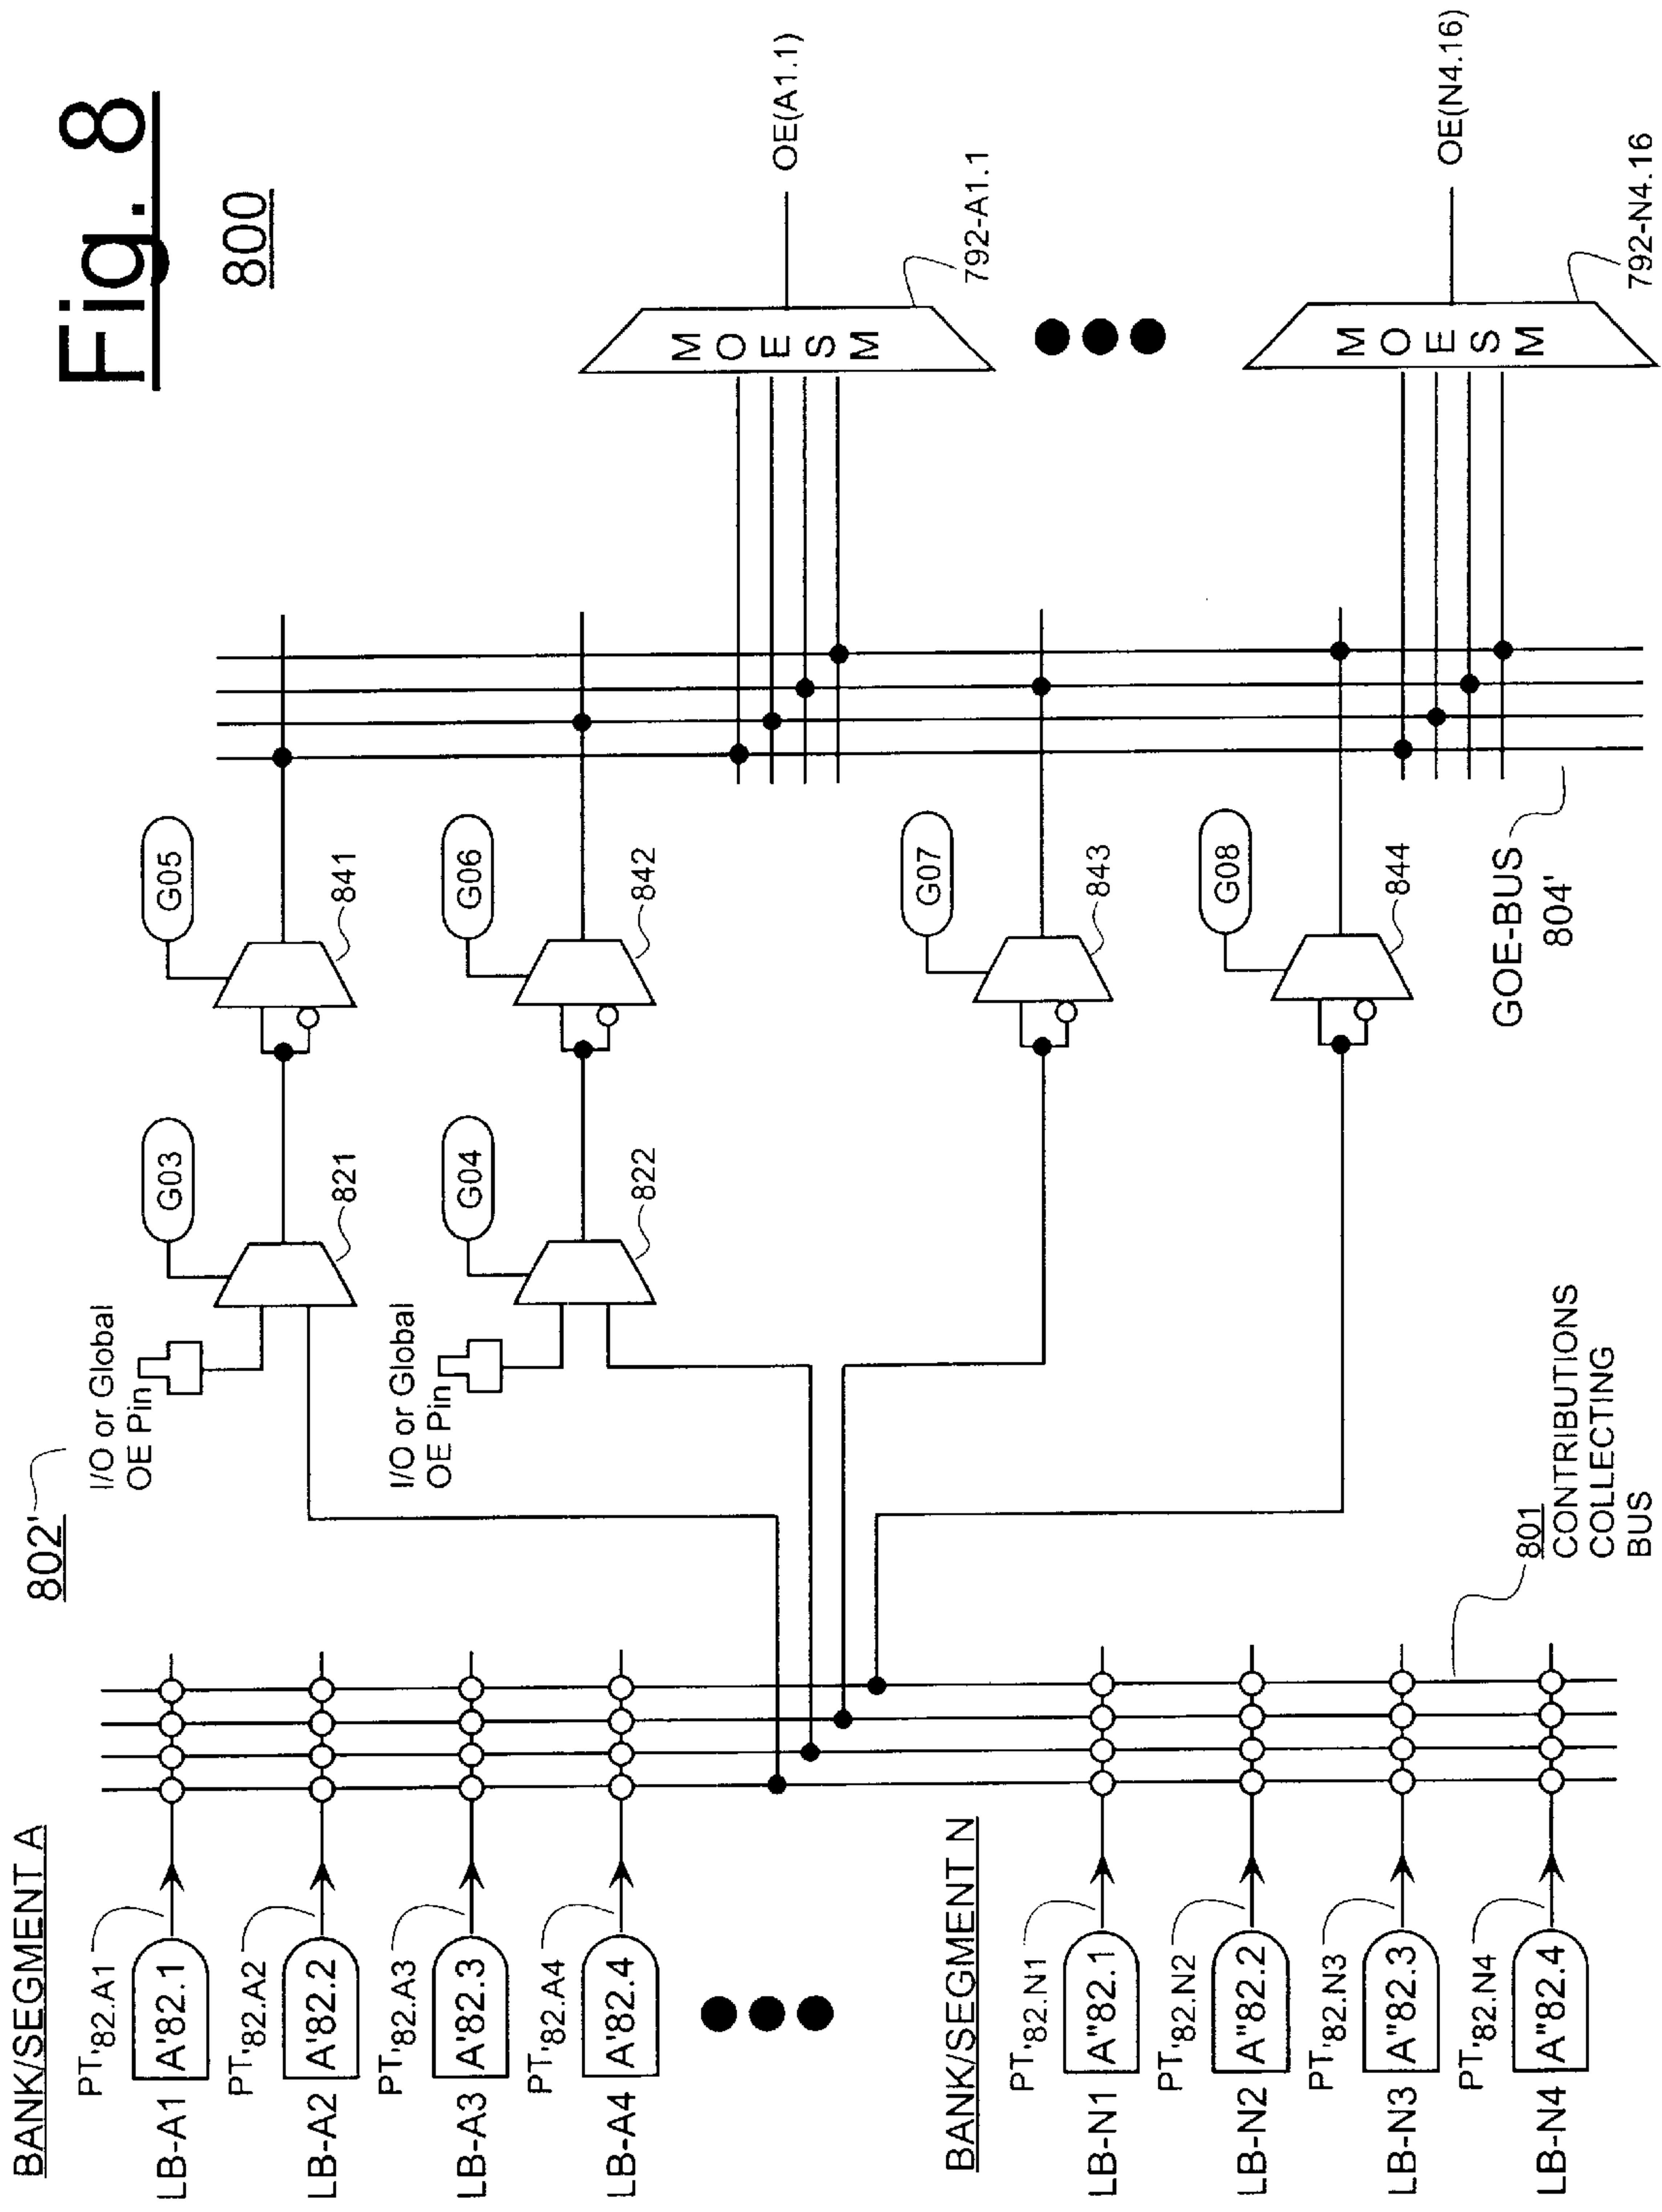 Fig. 8
800
802'
BANK/SEGMENT A
PT'82.A1
LB-A1
A'82.1
PT'82.A2
LB-A2
A'82.2
PT'82.A3
LB-A3
A'82.3
PT'82.A4
LB-A4
A'82.4
BANK/SEGMENT N
PT'82.N1
LB-N1
A"82.1
PT'82.N2
LB-N2
A"82.2
PT'82.N3
LB-N3
A"82.3
PT'82.N4
LB-N4
A"82.4
801
CONTRIBUTIONS
COLLECTING
BUS
I/O or Global
OE Pin
G03
821
I/O or Global
OE Pin
G04
822
G05
841
G06
842
G07
843
G08
844
GOE-BUS
804'
MOESM
792-A1.1
OE(A1.1)
MOESM
792-N4.16
OE(N4.16)